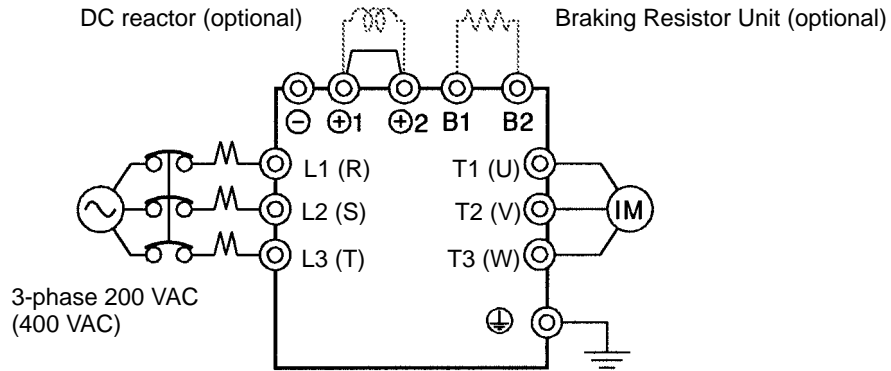 DC reactor (optional)
Braking Resistor Unit (optional)
⊖ ⊕1 ⊕2 B1 B2
L1 (R)
T1 (U)
L2 (S)
T2 (V)
IM
L3 (T)
T3 (W)
3-phase 200 VAC
(400 VAC)